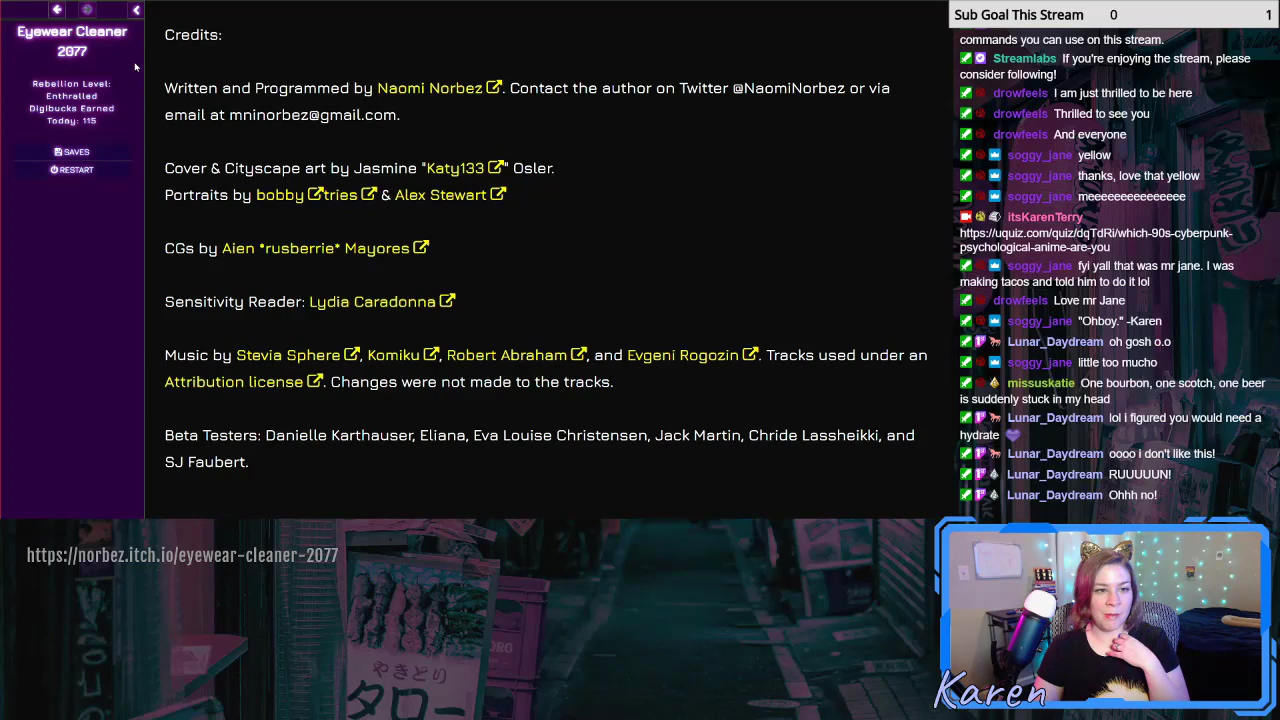 Eyewear Cleaner
2077
Rebellion Level:
Enthralled
Digibucks Earned
Today: 115
SAVES
RESTART
Credits:
Written and Programmed by Naomi Norbez. Contact the author on Twitter @NaomiNorbez or via
email at mninorbez@gmail.com.
Cover & Cityscape art by Jasmine "Katy133" Osler.
Portraits by bobby tries & Alex Stewart
CGs by Aien *rusberrie* Mayores
Sensitivity Reader: Lydia Caradonna
Music by Stevia Sphere, Komiku, Robert Abraham, and Evgeni Rogozin. Tracks used under an
Attribution license. Changes were not made to the tracks.
Beta Testers: Danielle Karthauser, Eliana, Eva Louise Christensen, Jack Martin, Chride Lassheikki, and
SJ Faubert.
https://norbez.itch.io/eyewear-cleaner-2077
やきとり
タロー
Sub Goal This Stream 0 1
commands you can use on this stream.
Streamlabs If you're enjoying the stream, please
consider following!
drowfeels I am just thrilled to be here
drowfeels Thrilled to see you
drowfeels And everyone
soggy_jane yellow
soggy_jane thanks, love that yellow
soggy_jane meeeeeeeeeeeeee
itsKarenTerry
https://uquiz.com/quiz/dqTdRi/which-90s-cyberpunk-
psychological-anime-are-you
soggy_jane fyi yall that was mr jane. I was
making tacos and told him to do it lol
drowfeels Love mr Jane
soggy_jane "Ohboy." -Karen
Lunar_Daydream oh gosh o.o
soggy_jane little too mucho
missuskatie One bourbon, one scotch, one beer
is suddenly stuck in my head
Lunar_Daydream lol i figured you would need a
hydrate
Lunar_Daydream oooo i don't like this!
Lunar_Daydream RUUUUUN!
Lunar_Daydream Ohhh no!
Karen